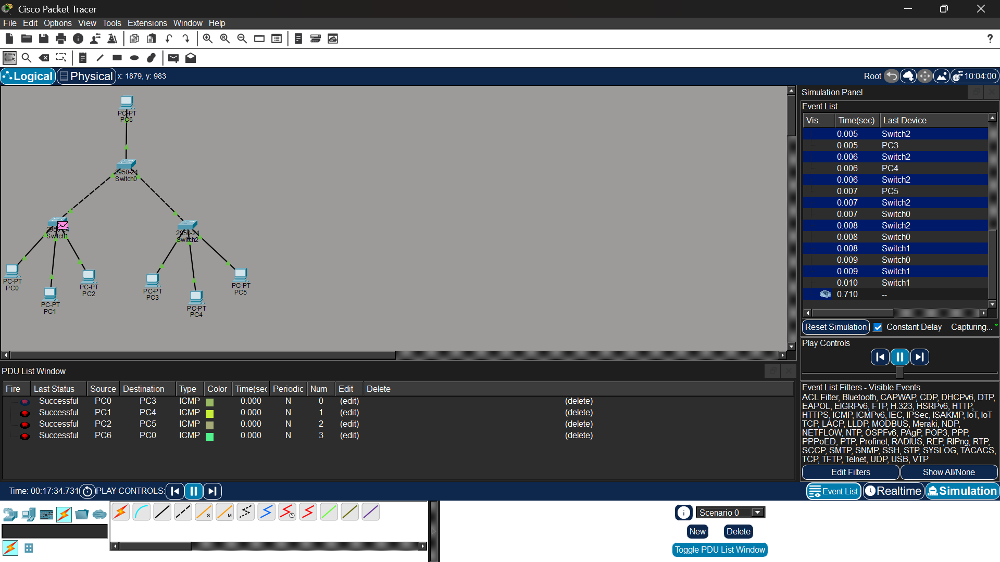 Cisco Packet Tracer
File Edit Options View Tools Extensions Window Help
?
Logical Physical x: 1879, y: 983
Root 10:04:00
PC-PT
PC6
2950-24
Switch0
2950-24
Switch1
2950-24
Switch2
PC-PT
PC0
PC-PT
PC1
PC-PT
PC2
PC-PT
PC3
PC-PT
PC4
PC-PT
PC5
Simulation Panel
Event List
Vis. Time(sec) Last Device
0.005 Switch2
0.005 PC3
0.006 Switch2
0.006 PC4
0.006 Switch2
0.007 PC5
0.007 Switch2
0.007 Switch0
0.008 Switch2
0.008 Switch0
0.008 Switch1
0.009 Switch0
0.009 Switch1
0.010 Switch1
0.710 --
Reset Simulation Constant Delay Capturing... *
Play Controls
Event List Filters - Visible Events
ACL Filter, Bluetooth, CAPWAP, CDP, DHCPv6, DTP,
EAPOL, EIGRPv6, FTP, H.323, HSRPv6, HTTP,
HTTPS, ICMP, ICMPv6, IEC, IPSec, ISAKMP, IoT, IoT
TCP, LACP, LLDP, MODBUS, Meraki, NDP,
NETFLOW, NTP, OSPFv6, PAgP, POP3, PPP,
PPPoED, PTP, Profinet, RADIUS, REP, RIPng, RTP,
SCCP, SMTP, SNMP, SSH, STP, SYSLOG, TACACS,
TCP, TFTP, Telnet, UDP, USB, VTP
Edit Filters Show All/None
PDU List Window
Fire Last Status Source Destination Type Color Time(sec Periodic Num Edit Delete
Successful PC0 PC3 ICMP 0.000 N 0 (edit) (delete)
Successful PC1 PC4 ICMP 0.000 N 1 (edit) (delete)
Successful PC2 PC5 ICMP 0.000 N 2 (edit) (delete)
Successful PC6 PC0 ICMP 0.000 N 3 (edit) (delete)
Time: 00:17:34.731 PLAY CONTROLS:
Event List Realtime Simulation
S M
Scenario 0
New Delete
Toggle PDU List Window